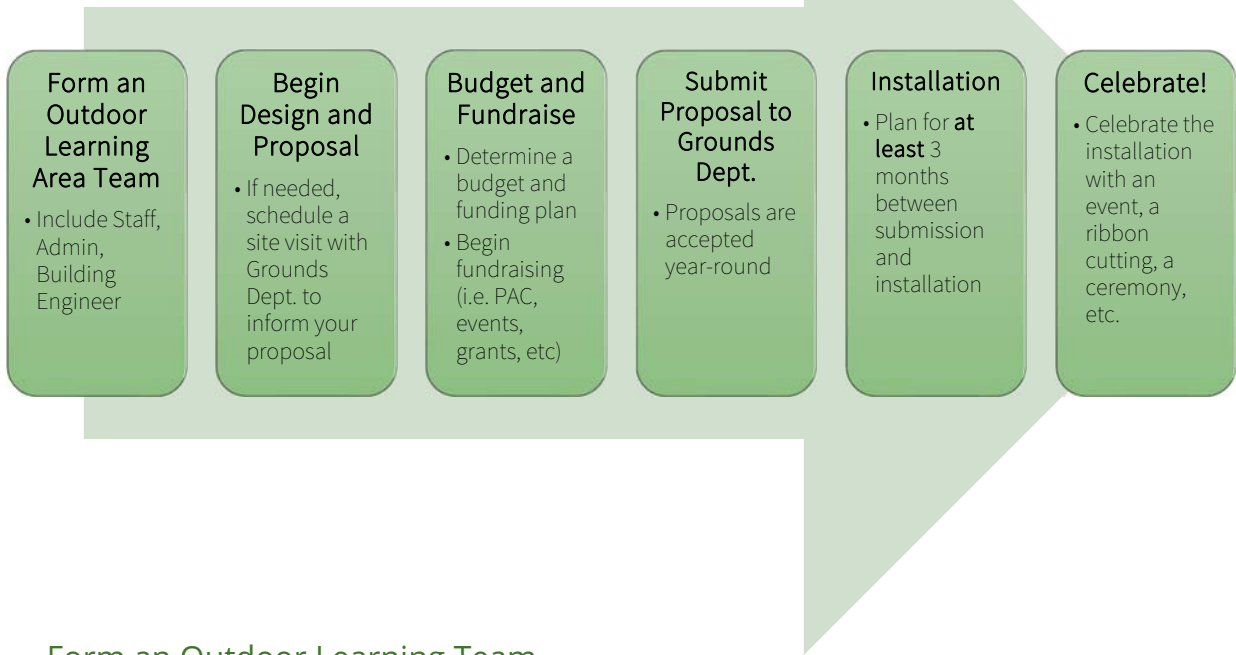 Form an
Outdoor
Learning
Area Team
• Include Staff,
Admin,
Building
Engineer
Begin
Design and
Proposal
• If needed,
schedule a
site visit with
Grounds
Dept. to
inform your
proposal
Budget and
Fundraise
• Determine a
budget and
funding plan
• Begin
fundraising
(i.e. PAC,
events,
grants, etc)
Submit
Proposal to
Grounds
Dept.
• Proposals are
accepted
year-round
Installation
• Plan for at
least 3
months
between
submission
and
installation
Celebrate!
• Celebrate the
installation
with an
event, a
ribbon
cutting, a
ceremony,
etc.
Form an Outdoor Learning Team